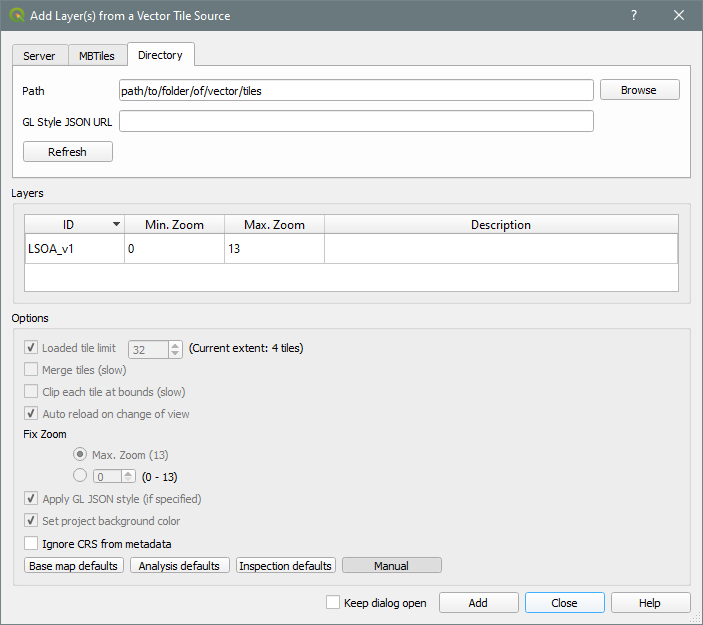 Add Layer(s) from a Vector Tile Source
Server MBTiles Directory
Path path/to/folder/of/vector/tiles Browse
GL Style JSON URL
Refresh
Layers
ID Min. Zoom Max. Zoom Description
LSOA_v1 0 13
Options
Loaded tile limit 32 (Current extent: 4 tiles)
Merge tiles (slow)
Clip each tile at bounds (slow)
Auto reload on change of view
Fix Zoom
Max. Zoom (13)
0 (0 - 13)
Apply GL JSON style (if specified)
Set project background color
Ignore CRS from metadata
Base map defaults Analysis defaults Inspection defaults Manual
Keep dialog open Add Close Help